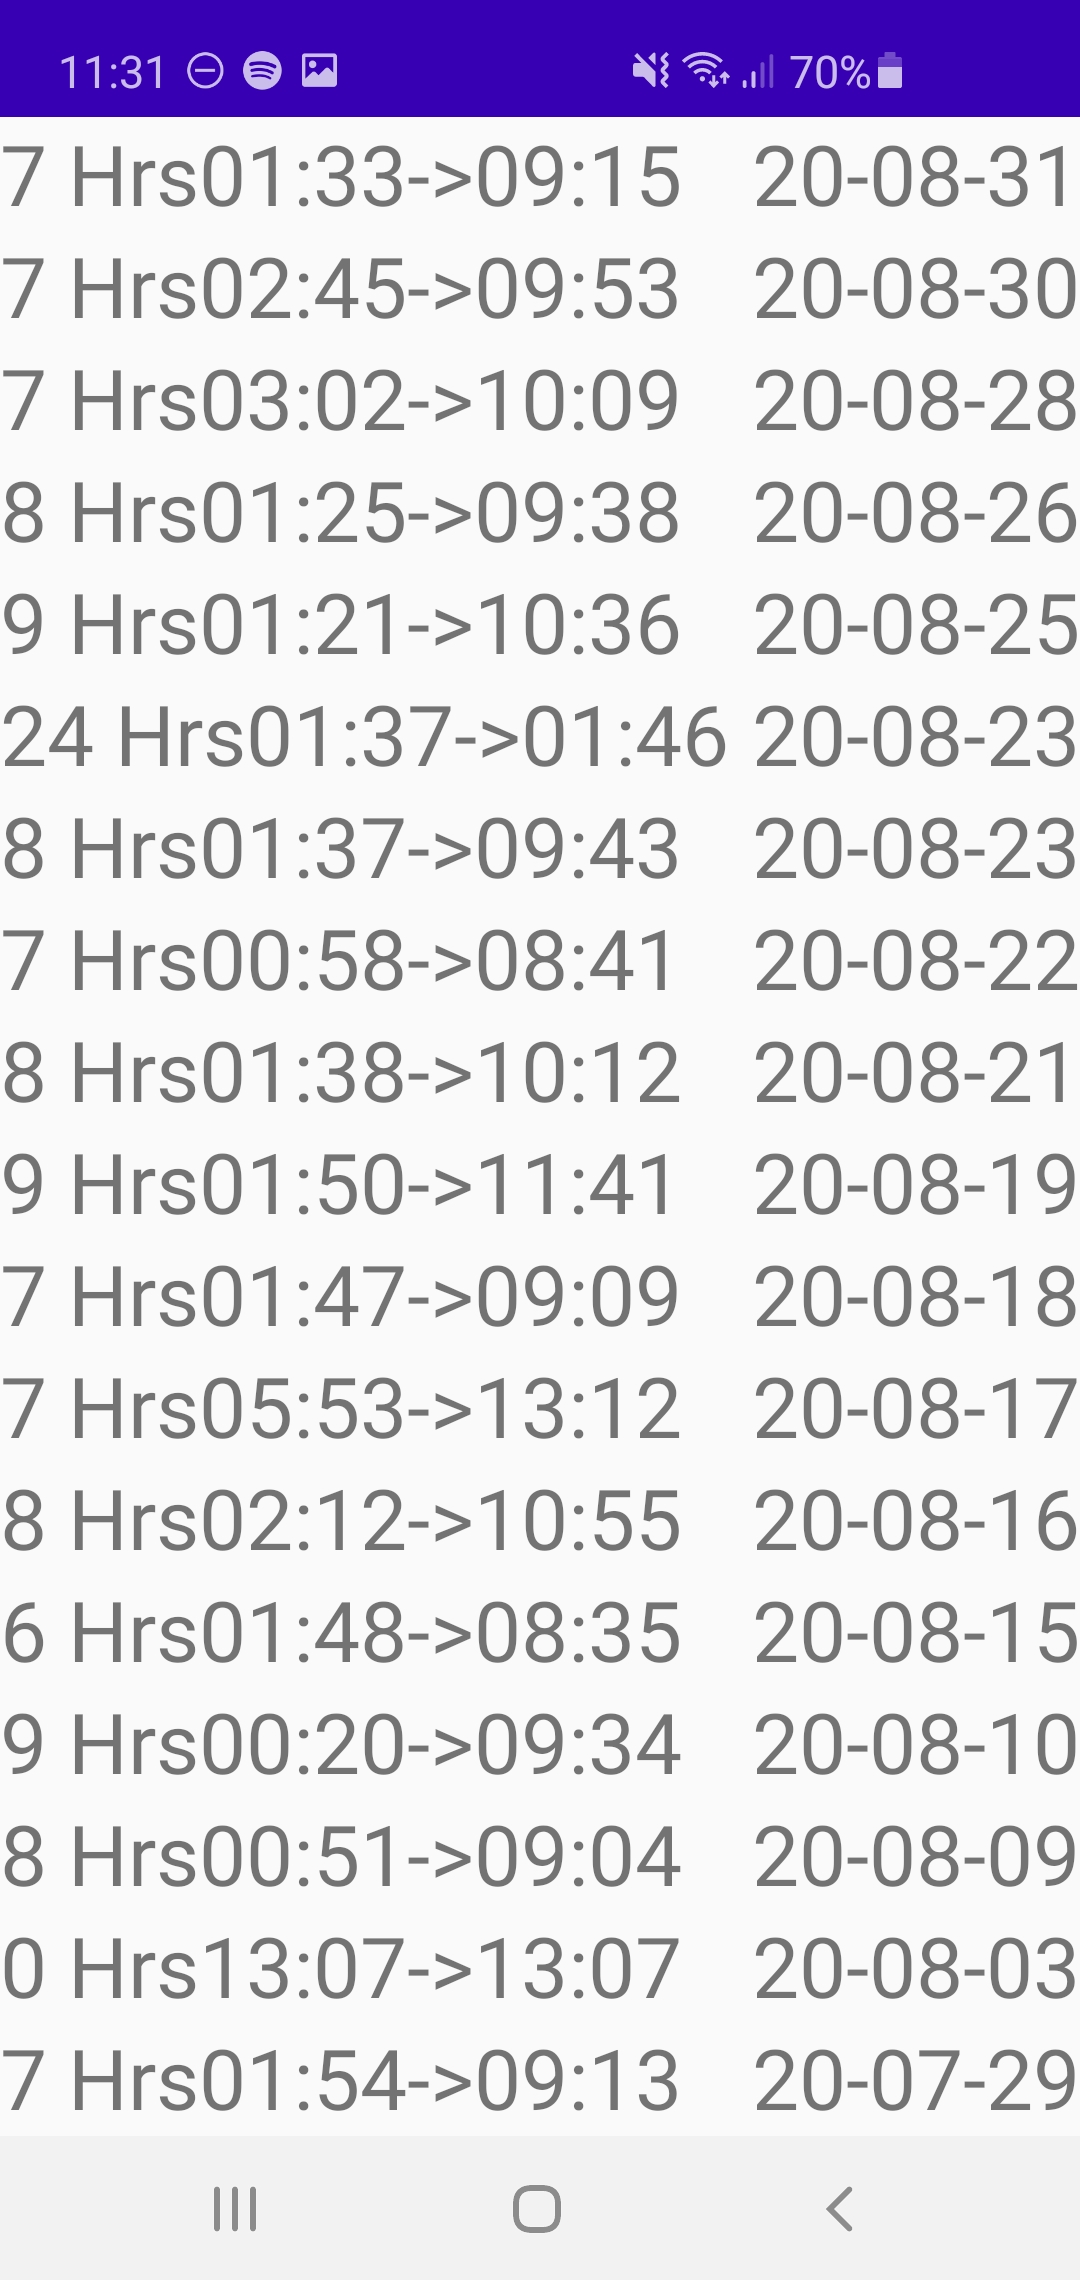 11:31 70%
7 Hrs01:33->09:15 20-08-31
7 Hrs02:45->09:53 20-08-30
7 Hrs03:02->10:09 20-08-28
8 Hrs01:25->09:38 20-08-26
9 Hrs01:21->10:36 20-08-25
24 Hrs01:37->01:46 20-08-23
8 Hrs01:37->09:43 20-08-23
7 Hrs00:58->08:41 20-08-22
8 Hrs01:38->10:12 20-08-21
9 Hrs01:50->11:41 20-08-19
7 Hrs01:47->09:09 20-08-18
7 Hrs05:53->13:12 20-08-17
8 Hrs02:12->10:55 20-08-16
6 Hrs01:48->08:35 20-08-15
9 Hrs00:20->09:34 20-08-10
8 Hrs00:51->09:04 20-08-09
0 Hrs13:07->13:07 20-08-03
7 Hrs01:54->09:13 20-07-29